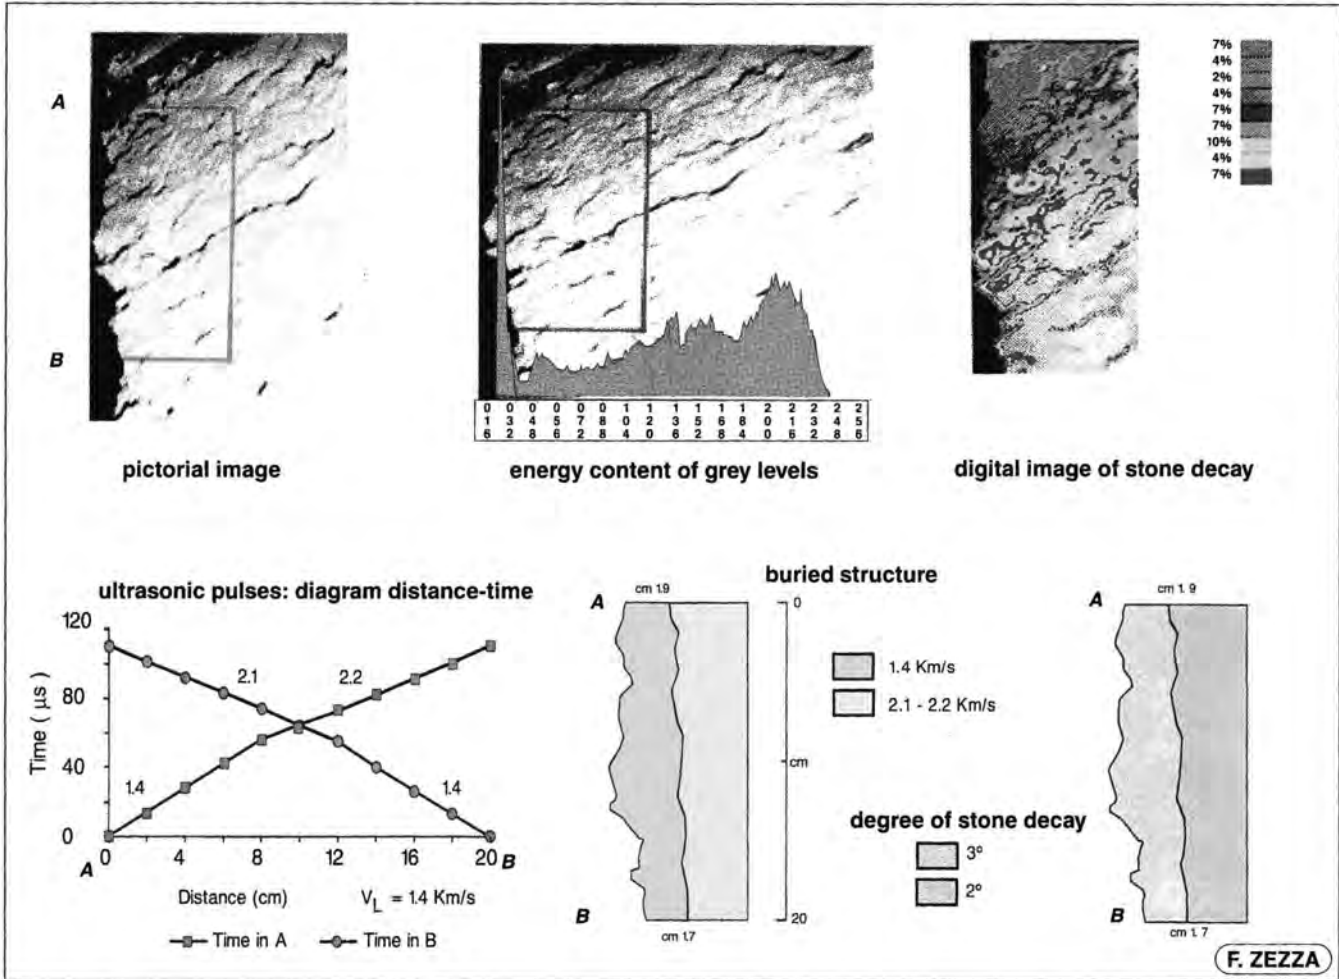 A
B
pictorial image
016 032 048 056 072 088 104 120 136 152 168 184 200 216 232 248 256
energy content of grey levels
7%
4%
2%
4%
7%
7%
10%
4%
7%
digital image of stone decay
ultrasonic pulses: diagram distance-time
Time ( μs )
120
80
40
0
2.1
2.2
1.4
1.4
A
0 4 8 12 16 20
B
Distance (cm)
V_L = 1.4 Km/s
Time in A
Time in B
buried structure
cm 1.9
A
0
cm
20
B
cm 1.7
1.4 Km/s
2.1 - 2.2 Km/s
degree of stone decay
3º
2º
cm 1.9
A
B
cm 1.7
F. ZEZZA